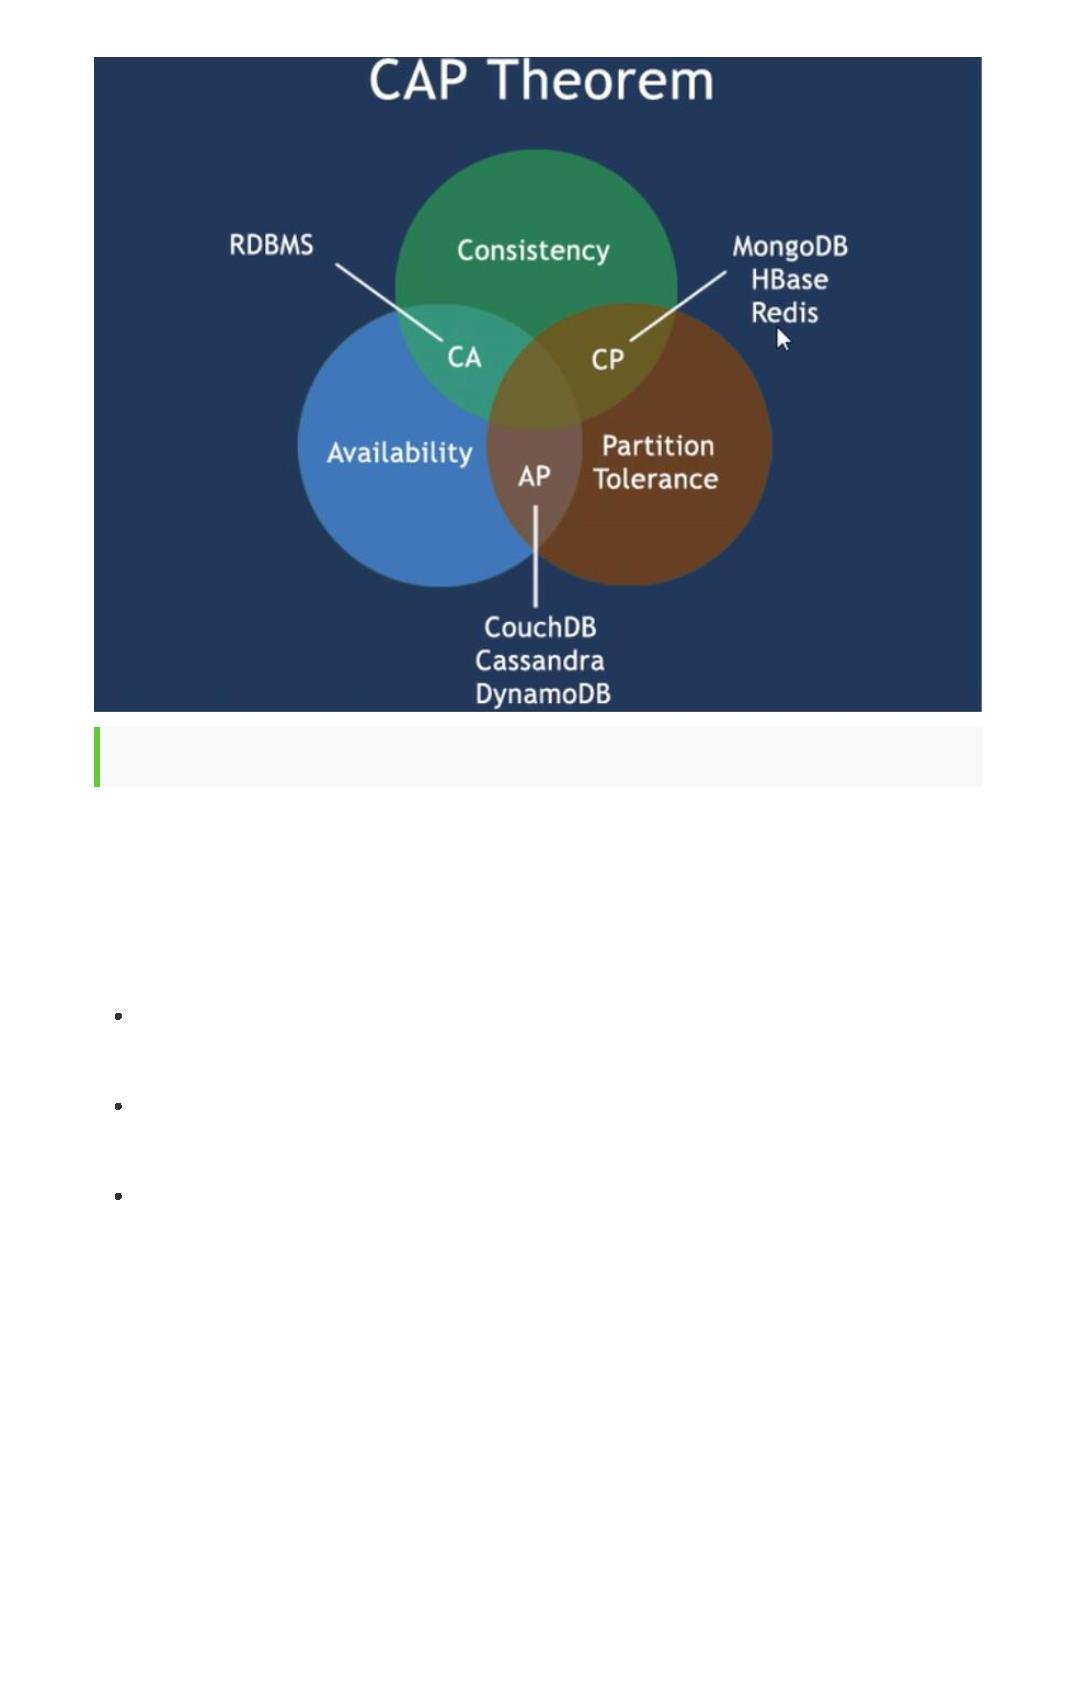 CAP Theorem
Consistency
RDBMS
MongoDB
HBase
Redis
CA
CP
Availability
Partition
Tolerance
AP
CouchDB
Cassandra
DynamoDB